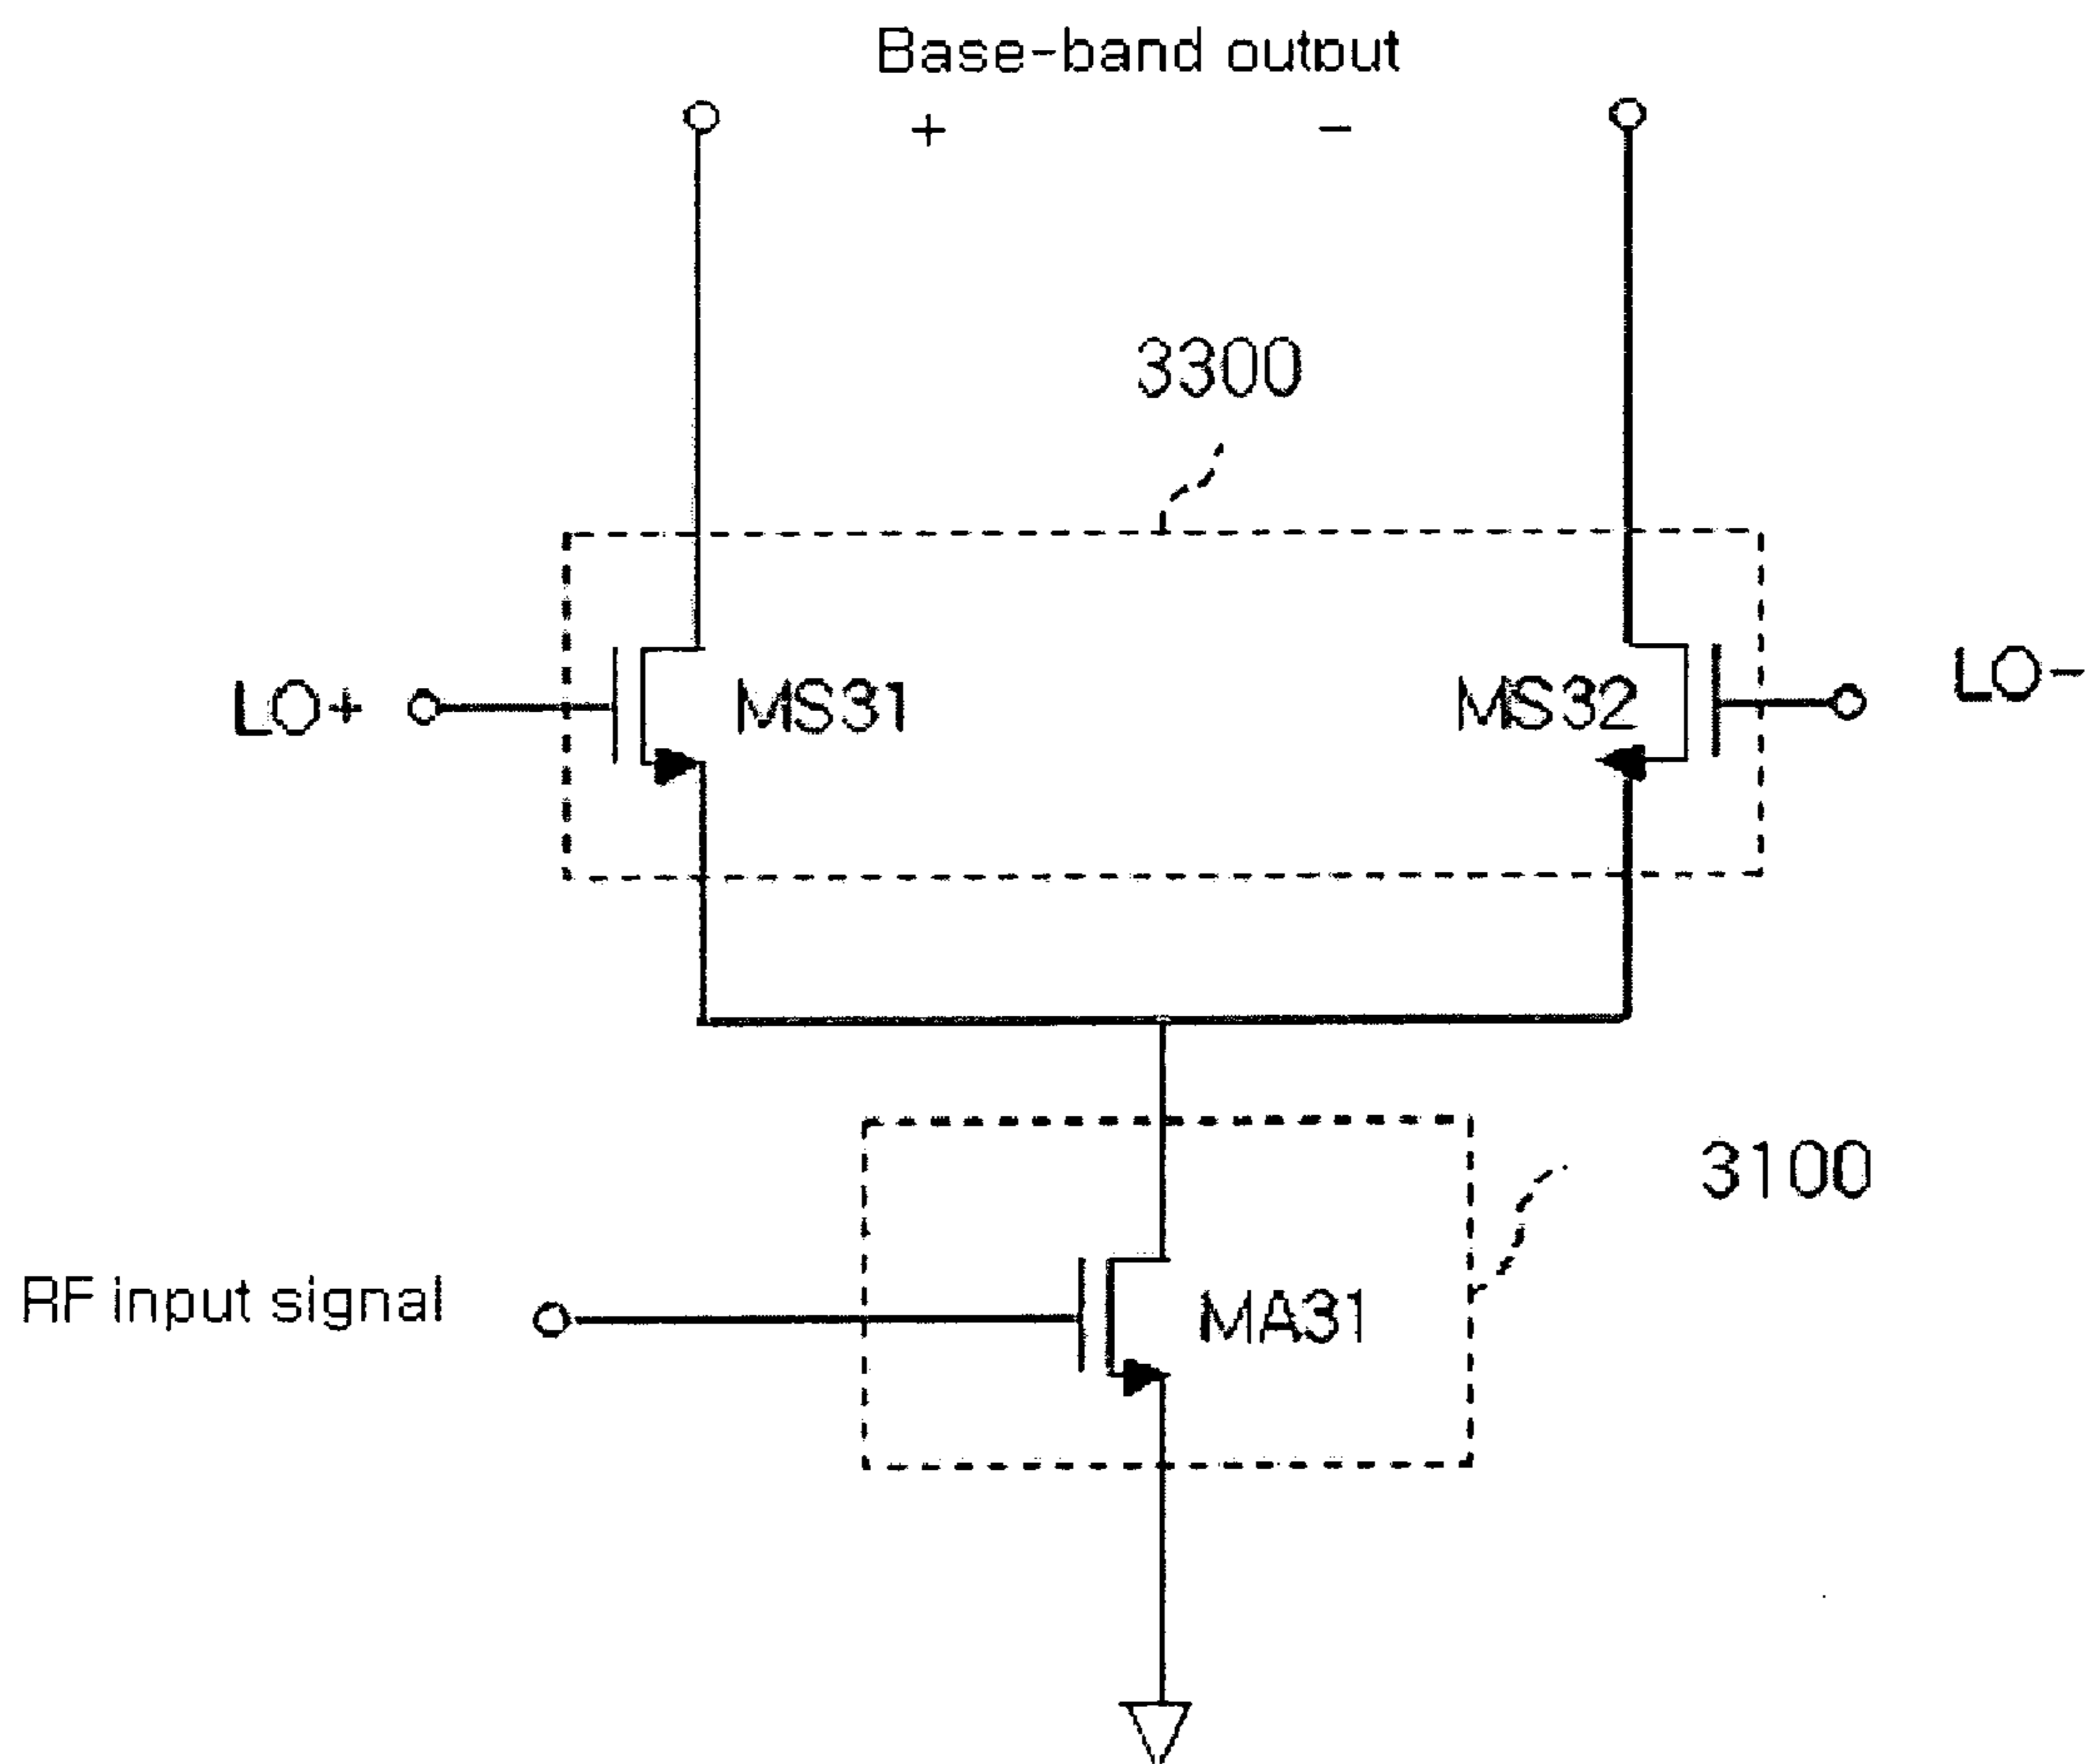 Base-band output
+ -
3300
LO+ MS31 MS32 LO-
3100
RF input signal MA31